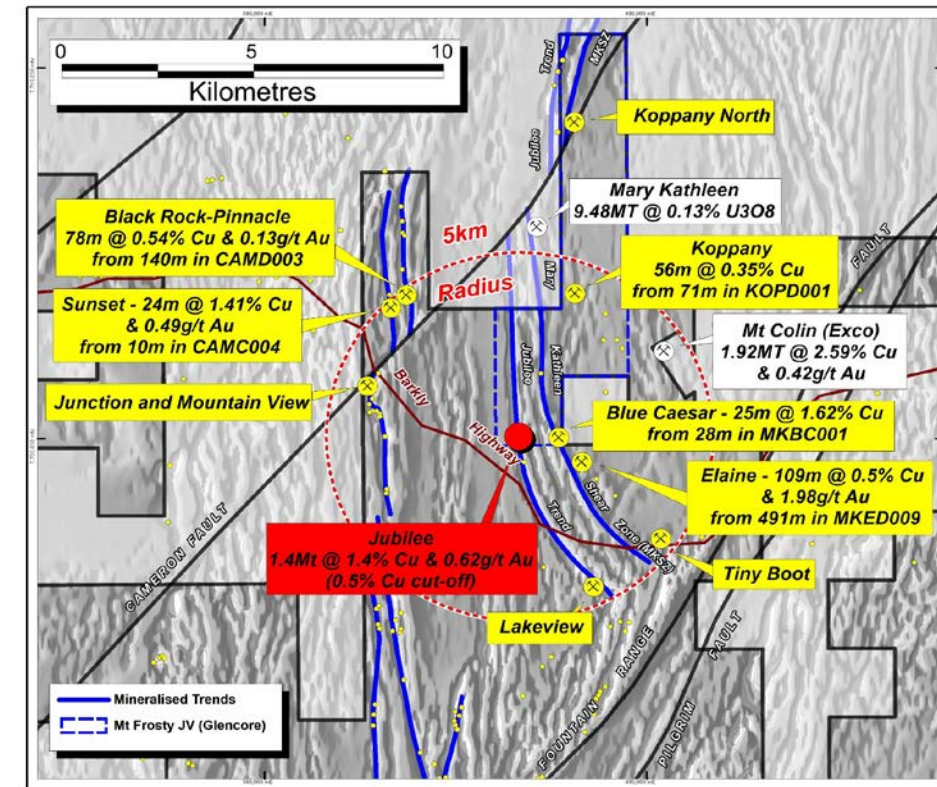 0 5 10
Kilometres
Trend
MKSZ
Jubilee
Koppany North
Mary Kathleen
9.48MT @ 0.13% U3O8
Black Rock-Pinnacle
78m @ 0.54% Cu & 0.13g/t Au
from 140m in CAMD003
5km
Radius
Mary
Koppany
56m @ 0.35% Cu
from 71m in KOPD001
FAULT
Sunset - 24m @ 1.41% Cu
& 0.49g/t Au
from 10m in CAMC004
Mt Colin (Exco)
1.92MT @ 2.59% Cu
& 0.42g/t Au
Jubilee
Kathleen
Junction and Mountain View
Barkly
Highway
Blue Caesar - 25m @ 1.62% Cu
from 28m in MKBC001
Elaine - 109m @ 0.5% Cu
& 1.98g/t Au
from 491m in MKED009
Shear
Zone (MKSZ)
Trend
Jubilee
1.4Mt @ 1.4% Cu & 0.62g/t Au
(0.5% Cu cut-off)
Tiny Boot
CAMERON FAULT
Lakeview
FOUNTAIN RANGE FAULT
PILGRIM
Mineralised Trends
Mt Frosty JV (Glencore)